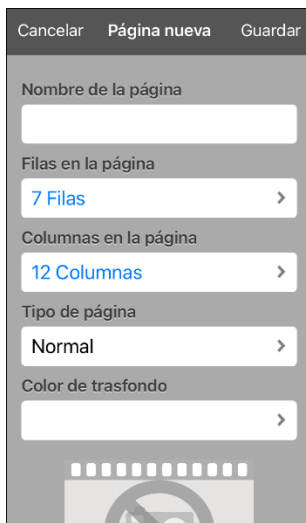 Cancelar Página nueva Guardar
Nombre de la página
Filas en la página
7 Filas
Columnas en la página
12 Columnas
Tipo de página
Normal
Color de trasfondo